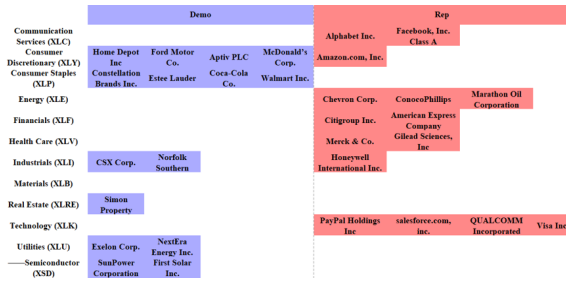 Demo Rep
Communication Services (XLC) Alphabet Inc. Facebook, Inc. Class A
Consumer Discretionary (XLY) Home Depot Inc Ford Motor Co. Aptiv PLC McDonald's Corp. Amazon.com, Inc.
Consumer Staples (XLP) Constellation Brands Inc. Estee Lauder Coca-Cola Co. Walmart Inc.
Energy (XLE) Chevron Corp. ConocoPhillips Marathon Oil Corporation
Financials (XLF) Citigroup Inc. American Express Company
Health Care (XLV) Merck & Co. Gilead Sciences, Inc
Industrials (XLI) CSX Corp. Norfolk Southern Honeywell International Inc.
Materials (XLB)
Real Estate (XLRE) Simon Property
Technology (XLK) PayPal Holdings Inc salesforce.com, inc. QUALCOMM Incorporated Visa Inc
Utilities (XLU) Exelon Corp. NextEra Energy Inc.
——Semiconductor (XSD) SunPower Corporation First Solar Inc.